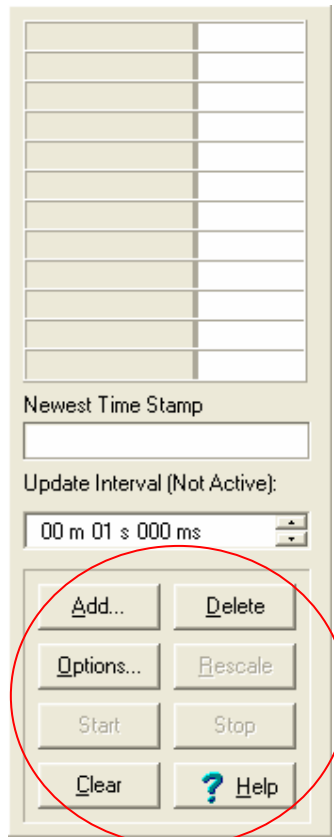 Newest Time Stamp
Update Interval (Not Active):
00 m 01 s 000 ms
Add... Delete
Options... Rescale
Start Stop
Clear ? Help